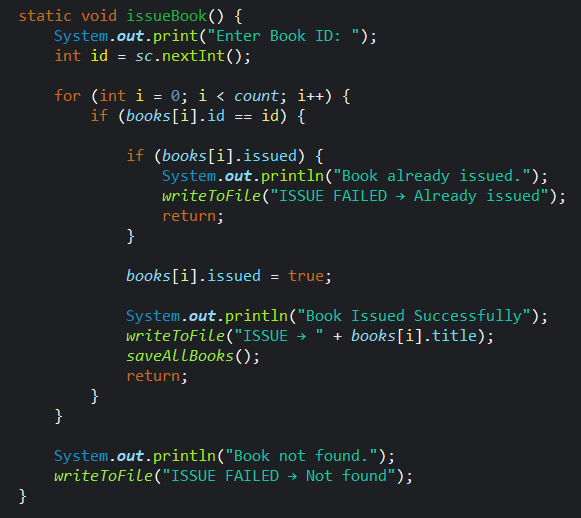 static void issueBook() {
    System.out.print("Enter Book ID: ");
    int id = sc.nextInt();

    for (int i = 0; i < count; i++) {
        if (books[i].id == id) {

            if (books[i].issued) {
                System.out.println("Book already issued.");
                writeToFile("ISSUE FAILED → Already issued");
                return;
            }

            books[i].issued = true;

            System.out.println("Book Issued Successfully");
            writeToFile("ISSUE → " + books[i].title);
            saveAllBooks();
            return;
        }
    }

    System.out.println("Book not found.");
    writeToFile("ISSUE FAILED → Not found");
}